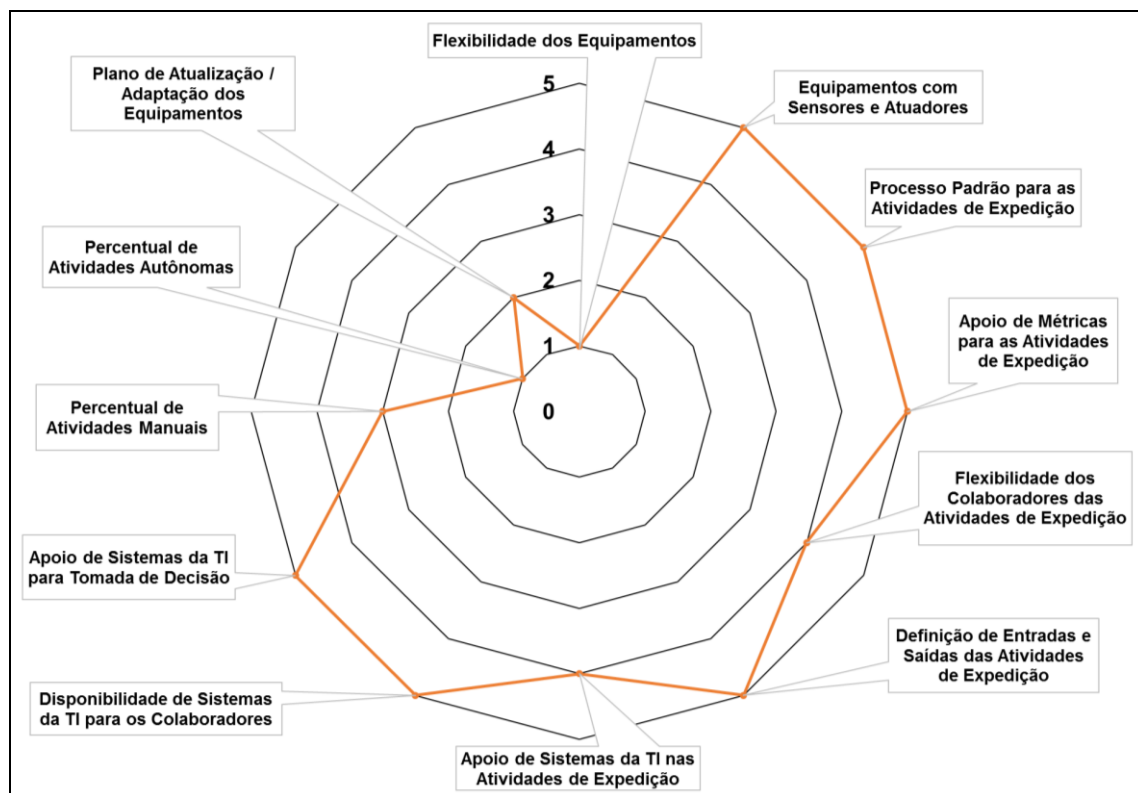 Flexibilidade dos Equipamentos
Equipamentos com
Sensores e Atuadores
Processo Padrão para as
Atividades de Expedição
Apoio de Métricas
para as Atividades
de Expedição
Flexibilidade dos
Colaboradores das
Atividades de Expedição
Definição de Entradas e
Saídas das Atividades
de Expedição
Apoio de Sistemas da TI nas
Atividades de Expedição
Disponibilidade de Sistemas
da TI para os Colaboradores
Apoio de Sistemas da TI
para Tomada de Decisão
Percentual de
Atividades Manuais
Percentual de
Atividades Autônomas
Plano de Atualização /
Adaptação dos
Equipamentos
5
4
3
2
1
0